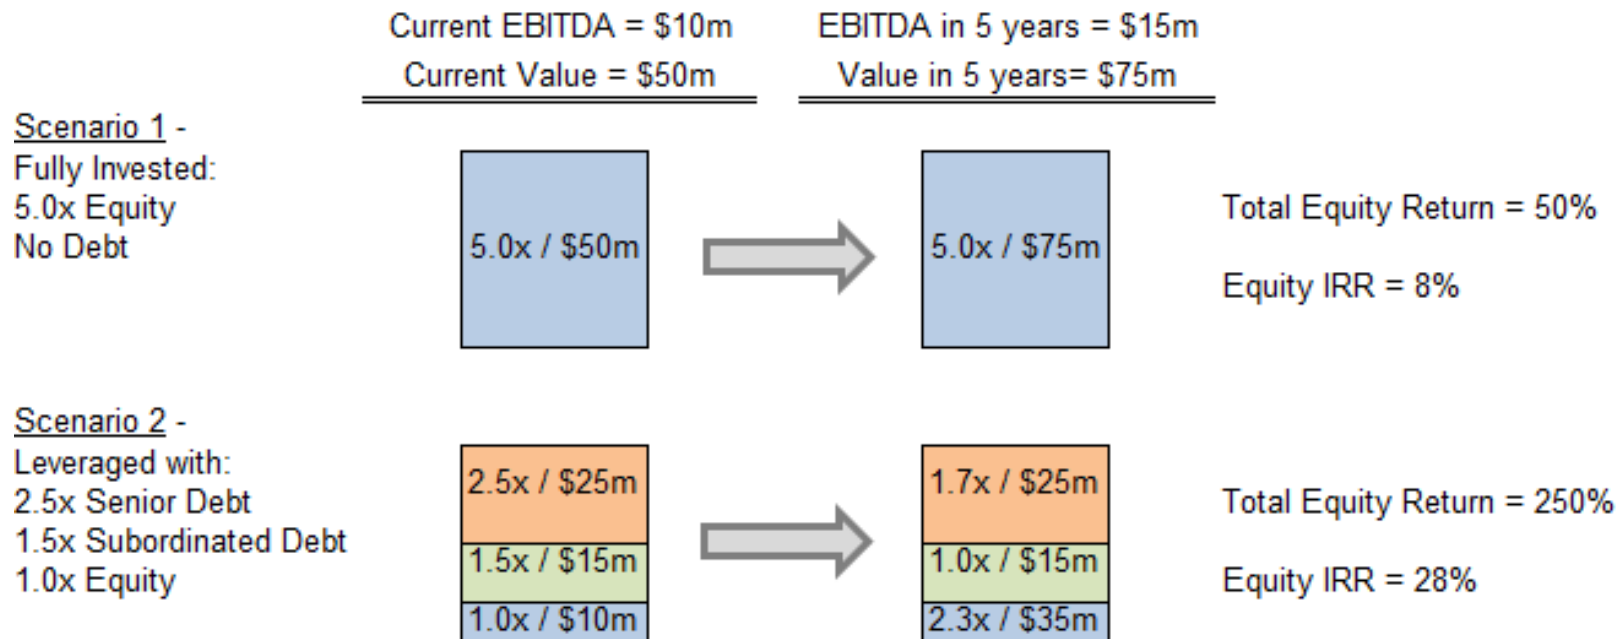 Current EBITDA = $10m
EBITDA in 5 years = $15m
Current Value = $50m
Value in 5 years= $75m
Scenario 1 -
Fully Invested:
5.0x Equity
No Debt
5.0x / $50m
5.0x / $75m
Total Equity Return = 50%
Equity IRR = 8%
Scenario 2 -
Leveraged with:
2.5x Senior Debt
1.5x Subordinated Debt
1.0x Equity
2.5x / $25m
1.5x / $15m
1.0x / $10m
1.7x / $25m
1.0x / $15m
2.3x / $35m
Total Equity Return = 250%
Equity IRR = 28%